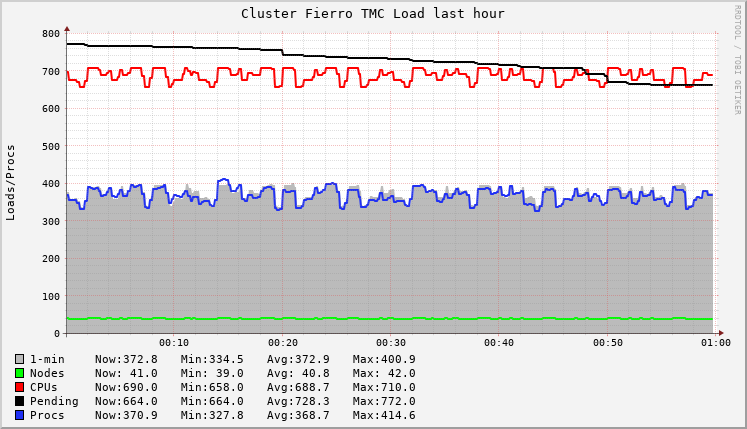 Cluster Fierro TMC Load last hour
RRDTOOL / TOBI OETIKER
Loads/Procs
800
700
600
500
400
300
200
100
0
00:10 00:20 00:30 00:40 00:50 01:00
1-min Now:372.8 Min:334.5 Avg:372.9 Max:400.9
Nodes Now: 41.0 Min: 39.0 Avg: 40.8 Max: 42.0
CPUs Now:690.0 Min:658.0 Avg:688.7 Max:710.0
Pending Now:664.0 Min:664.0 Avg:728.3 Max:772.0
Procs Now:370.9 Min:327.8 Avg:368.7 Max:414.6